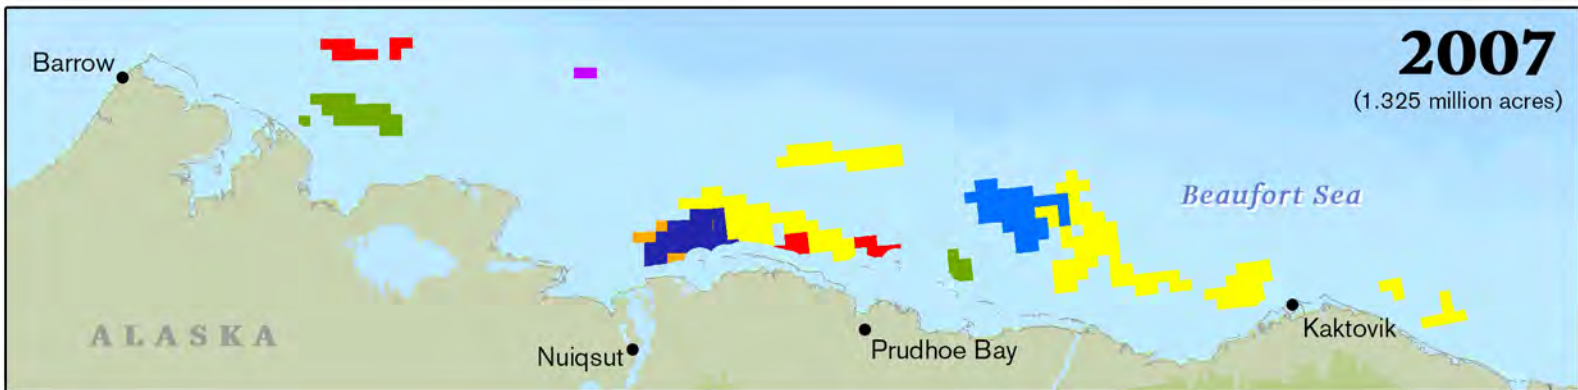 2007
(1.325 million acres)
Barrow
Beaufort Sea
ALASKA
Nuiqsut
Prudhoe Bay
Kaktovik